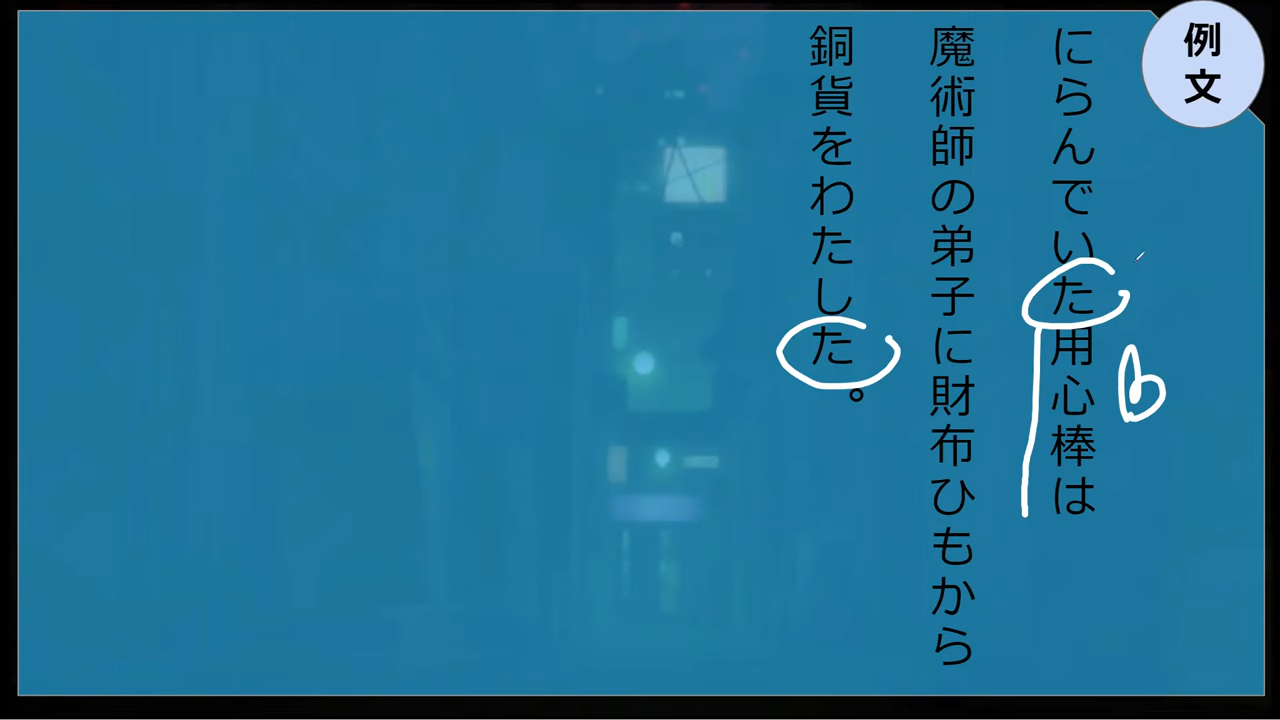 例文
にらんでいた用心棒は
魔術師の弟子に財布ひもから
銅貨をわたした。
b